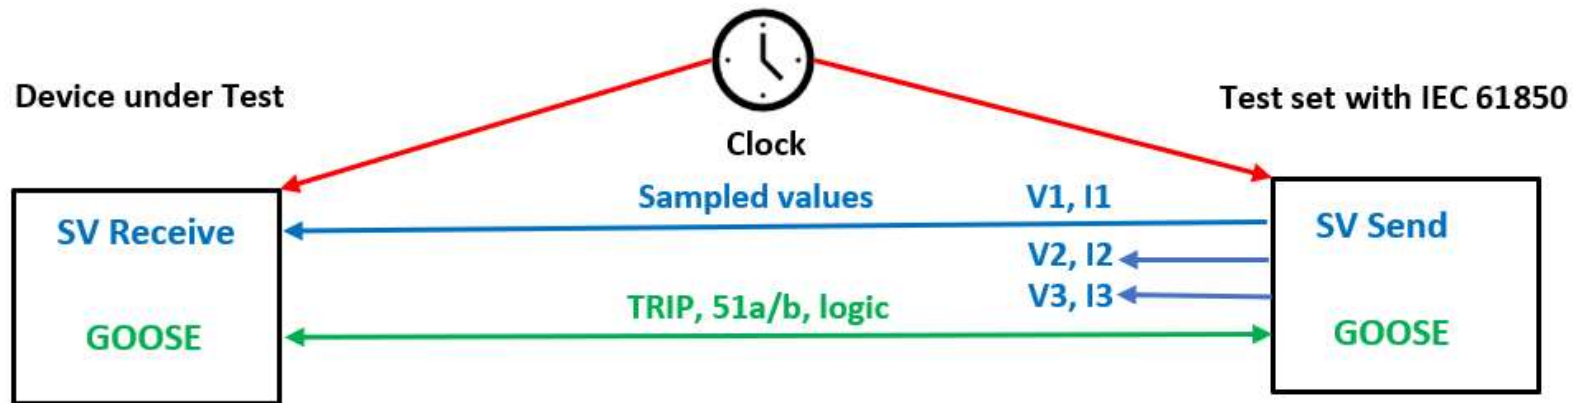 Clock
Device under Test
Test set with IEC 61850
Sampled values
V1, I1
SV Receive
SV Send
V2, I2
V3, I3
TRIP, 51a/b, logic
GOOSE
GOOSE